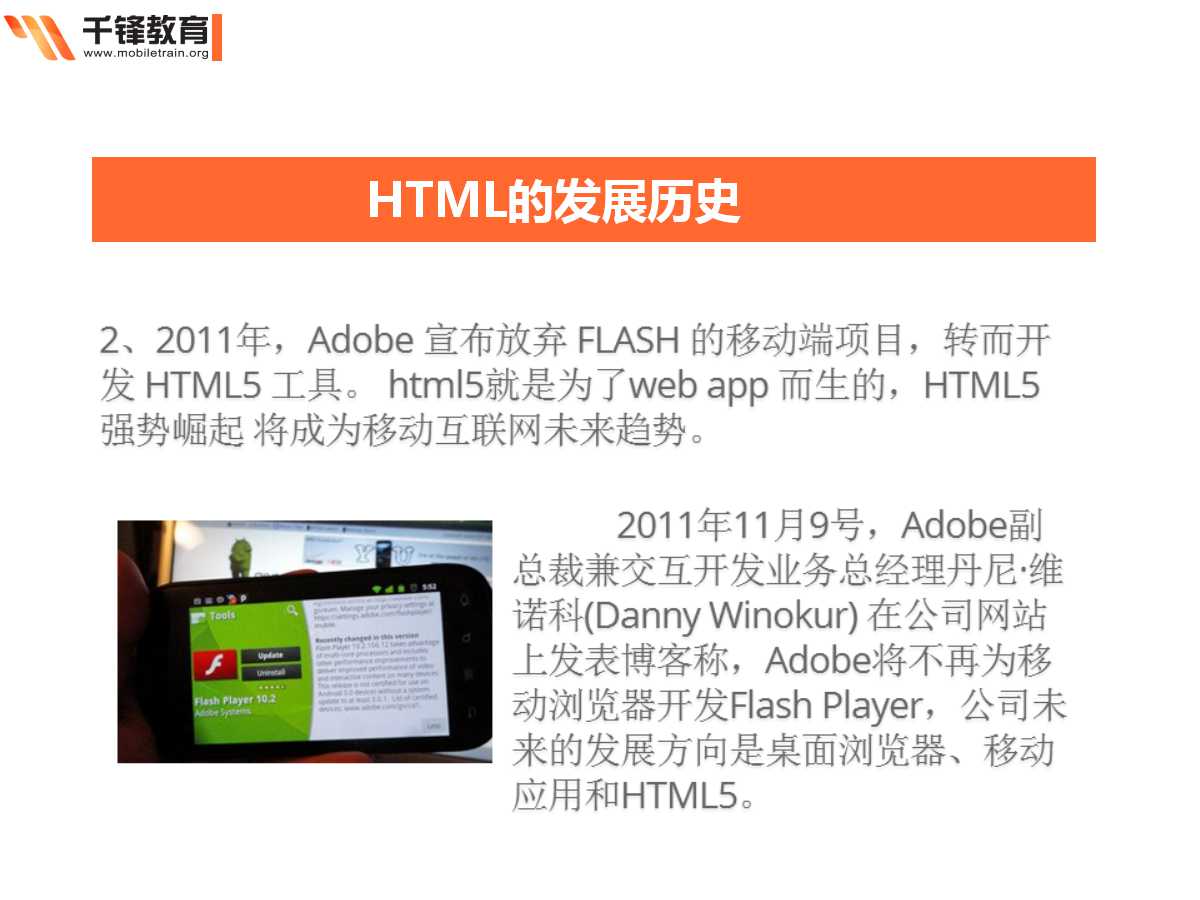 千锋教育
www.mobiletrain.org
HTML的发展历史
2、2011年，Adobe 宣布放弃 FLASH 的移动端项目，转而开
发 HTML5 工具。 html5就是为了web app 而生的，HTML5
强势崛起 将成为移动互联网未来趋势。
2011年11月9号，Adobe副
总裁兼交互开发业务总经理丹尼·维
诺科(Danny Winokur) 在公司网站
上发表博客称，Adobe将不再为移
动浏览器开发Flash Player，公司未
来的发展方向是桌面浏览器、移动
应用和HTML5。
5:52
Tools
Update
Uninstall
Flash Player 10.2
Adobe Systems
Recently changed in this version
Less